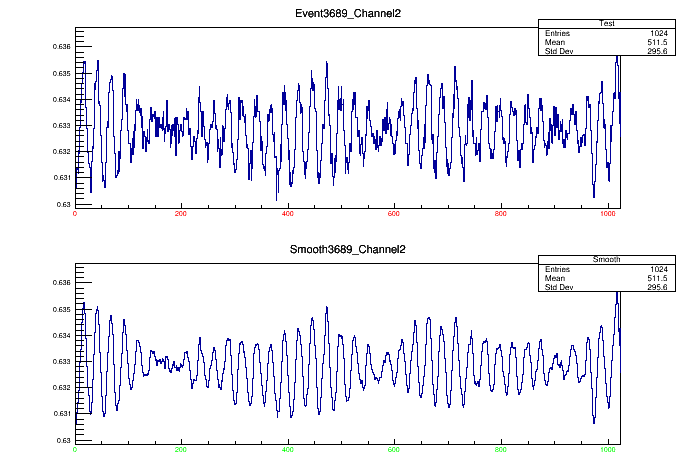 Event3689_Channel2
Test
Entries 1024
Mean 511.5
Std Dev 295.6
0.636
0.635
0.634
0.633
0.632
0.631
0.63
0 200 400 600 800 1000
Smooth3689_Channel2
Smooth
Entries 1024
Mean 511.5
Std Dev 295.6
0.636
0.635
0.634
0.633
0.632
0.631
0.63
0 200 400 600 800 1000